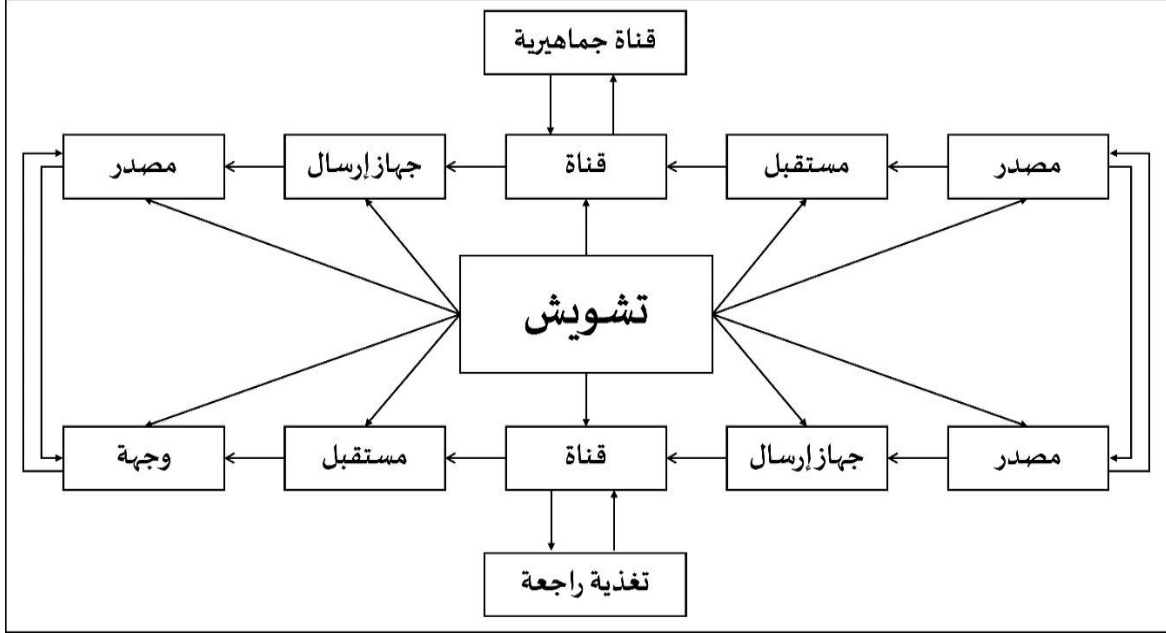 قناة جماهيرية
مصدر
مستقبل
قناة
جهاز إرسال
مصدر
تشويش
مصدر
جهاز إرسال
قناة
مستقبل
وجهة
تغذية راجعة